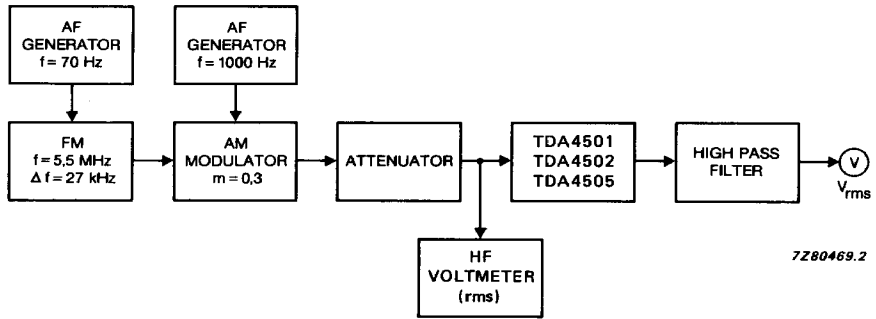 AF
GENERATOR
f = 70 Hz
AF
GENERATOR
f = 1000 Hz
FM
f = 5,5 MHz
Δ f = 27 kHz
AM
MODULATOR
m = 0,3
ATTENUATOR
TDA4501
TDA4502
TDA4505
HIGH PASS
FILTER
V
Vrms
HF
VOLTMETER
(rms)
7Z80469.2